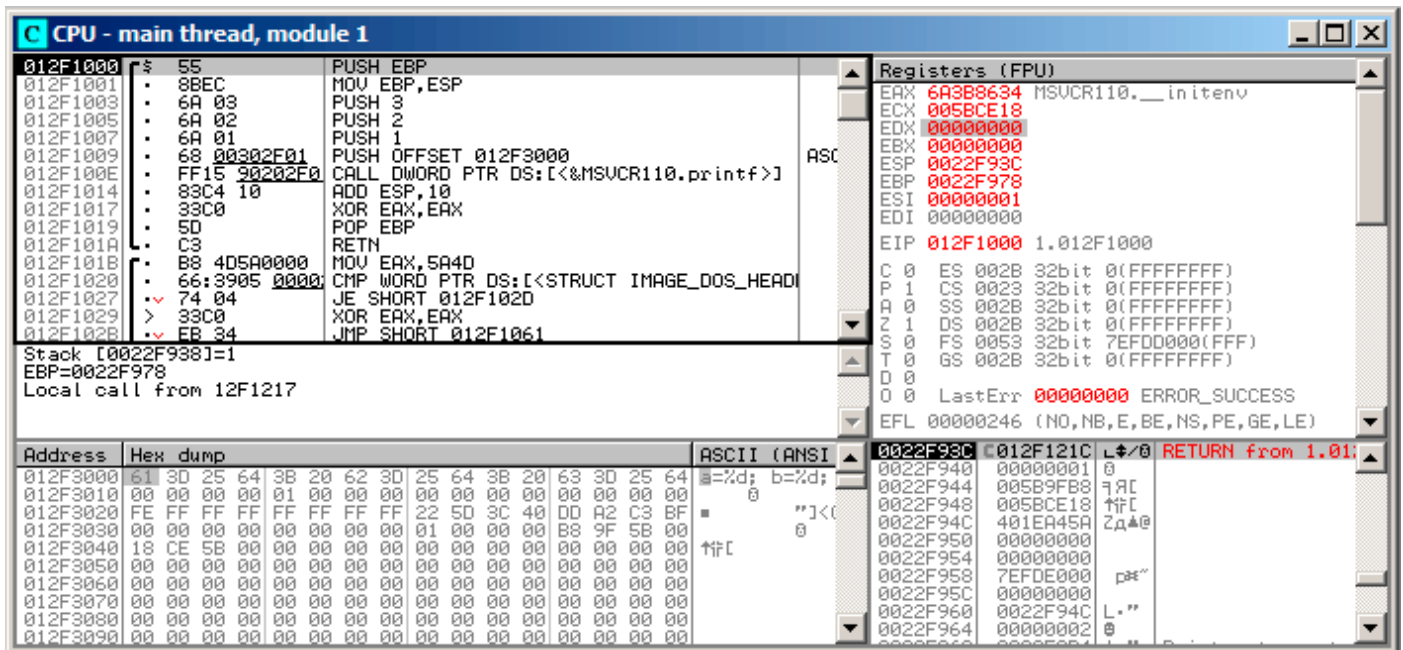 C CPU - main thread, module 1
012F1000 $ 55 PUSH EBP
012F1001 · 8BEC MOV EBP,ESP
012F1003 · 6A 03 PUSH 3
012F1005 · 6A 02 PUSH 2
012F1007 · 6A 01 PUSH 1
012F1009 · 68 00302F01 PUSH OFFSET 012F3000 ASC
012F100E · FF15 90202F0 CALL DWORD PTR DS:[<&MSVCR110.printf>]
012F1014 · 83C4 10 ADD ESP,10
012F1017 · 33C0 XOR EAX,EAX
012F1019 · 5D POP EBP
012F101A · C3 RETN
012F101B · B8 4D5A0000 MOV EAX,5A4D
012F1020 · 66:3905 0000 CMP WORD PTR DS:[<STRUCT IMAGE_DOS_HEAD
012F1027 · 74 04 JE SHORT 012F102D
012F1029 > 33C0 XOR EAX,EAX
012F102B · EB 34 JMP SHORT 012F1061
Stack [0022F938]=1
EBP=0022F978
Local call from 12F1217
Registers (FPU)
EAX 6A3B8634 MSVCR110.__initenv
ECX 005BCE18
EDX 00000000
EBX 00000000
ESP 0022F93C
EBP 0022F978
ESI 00000001
EDI 00000000
EIP 012F1000 1.012F1000
C 0 ES 002B 32bit 0(FFFFFFFF)
P 1 CS 0023 32bit 0(FFFFFFFF)
A 0 SS 002B 32bit 0(FFFFFFFF)
Z 1 DS 002B 32bit 0(FFFFFFFF)
S 0 FS 0053 32bit 7EFDD000(FFF)
T 0 GS 002B 32bit 0(FFFFFFFF)
D 0
O 0 LastErr 00000000 ERROR_SUCCESS
EFL 00000246 (NO,NB,E,BE,NS,PE,GE,LE)
Address Hex dump ASCII (ANSI
012F3000 61 3D 25 64 3B 20 62 3D 25 64 3B 20 63 3D 25 64 a=%d; b=%d;
012F3010 00 00 00 00 01 00 00 00 00 00 00 00 00 00 00 00
012F3020 FE FF FF FF FF FF FF FF 22 5D 3C 40 DD A2 C3 BF "]<
012F3030 00 00 00 00 00 00 00 00 01 00 00 00 B8 9F 5B 00
012F3040 18 CE 5B 00 00 00 00 00 00 00 00 00 00 00 00 00
012F3050 00 00 00 00 00 00 00 00 00 00 00 00 00 00 00 00
012F3060 00 00 00 00 00 00 00 00 00 00 00 00 00 00 00 00
012F3070 00 00 00 00 00 00 00 00 00 00 00 00 00 00 00 00
012F3080 00 00 00 00 00 00 00 00 00 00 00 00 00 00 00 00
012F3090 00 00 00 00 00 00 00 00 00 00 00 00 00 00 00 00
0022F93C 012F121C RETURN from 1.01
0022F940 00000001
0022F944 005B9FB8 ¬Я[
0022F948 005BCE18
0022F94C 401EA45A Zд▲@
0022F950 00000000
0022F954 00000000
0022F958 7EFDE000
0022F95C 00000000
0022F960 0022F94C
0022F964 00000002